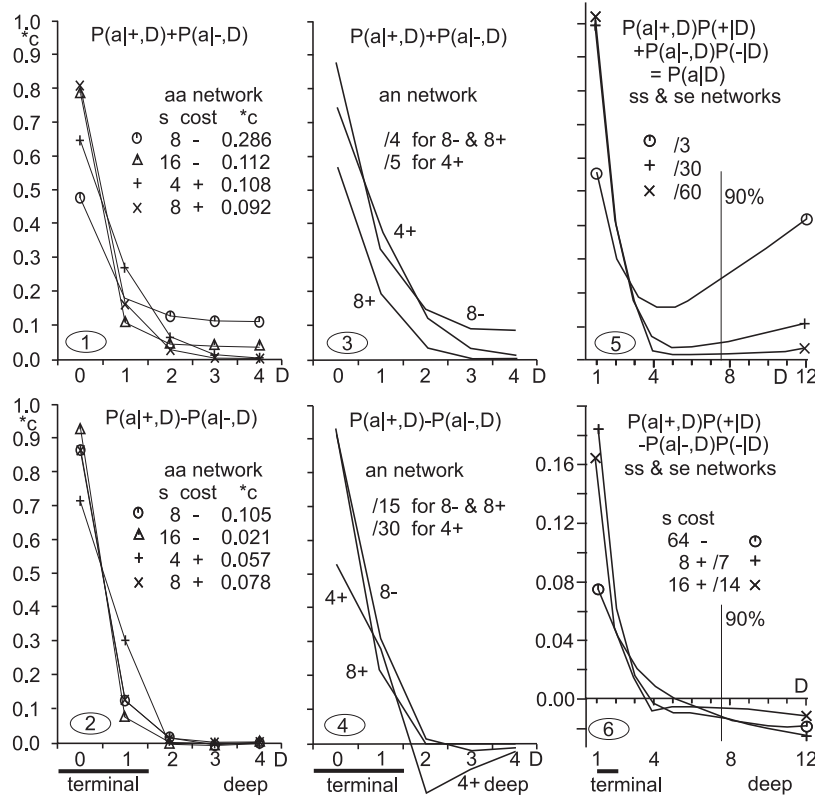 1.0
*c
0.9
0.8
0.7
0.6
0.5
0.4
0.3
0.2
0.1
0.0
P(a|+,D)+P(a|-,D)
aa network
s cost *c
8 - 0.286
16 - 0.112
4 + 0.108
8 + 0.092
1
0 1 2 3 4 D
P(a|+,D)+P(a|-,D)
an network
/4 for 8- & 8+
/5 for 4+
4+
8+
8-
3
0 1 2 3 4 D
P(a|+,D)P(+|D)
+P(a|-,D)P(-|D)
= P(a|D)
ss & se networks
/3
/30
/60
90%
5
1 4 8 D 12
1.0
*c
0.9
0.8
0.7
0.6
0.5
0.4
0.3
0.2
0.1
0.0
P(a|+,D)-P(a|-,D)
aa network
s cost *c
8 - 0.105
16 - 0.021
4 + 0.057
8 + 0.078
2
0 1 2 3 4 D
terminal deep
P(a|+,D)-P(a|-,D)
an network
/15 for 8- & 8+
/30 for 4+
8-
4+
8+
4
0 1 2 3 4 D
terminal 4+ deep
P(a|+,D)P(+|D)
-P(a|-,D)P(-|D)
ss & se networks
0.16
0.12
0.08
0.04
0.00
s cost
64 -
8 + /7
16 + /14
90%
D
6
1 4 8 12
terminal deep